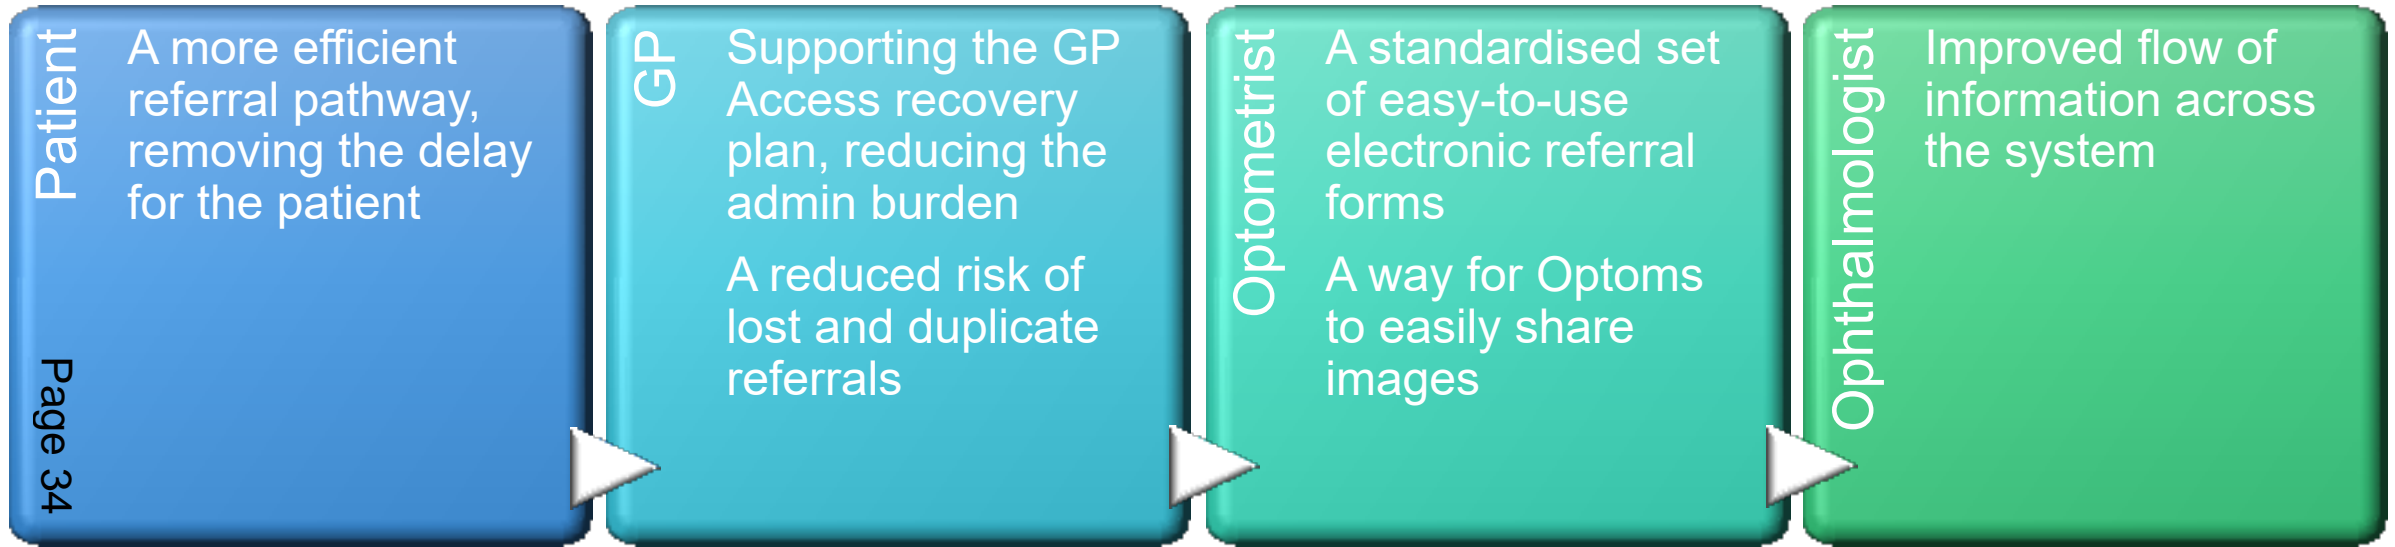 Patient
A more efficient
referral pathway,
removing the delay
for the patient
Page 34
GP
Supporting the GP
Access recovery
plan, reducing the
admin burden
A reduced risk of
lost and duplicate
referrals
Optometrist
A standardised set
of easy-to-use
electronic referral
forms
A way for Optoms
to easily share
images
Ophthalmologist
Improved flow of
information across
the system